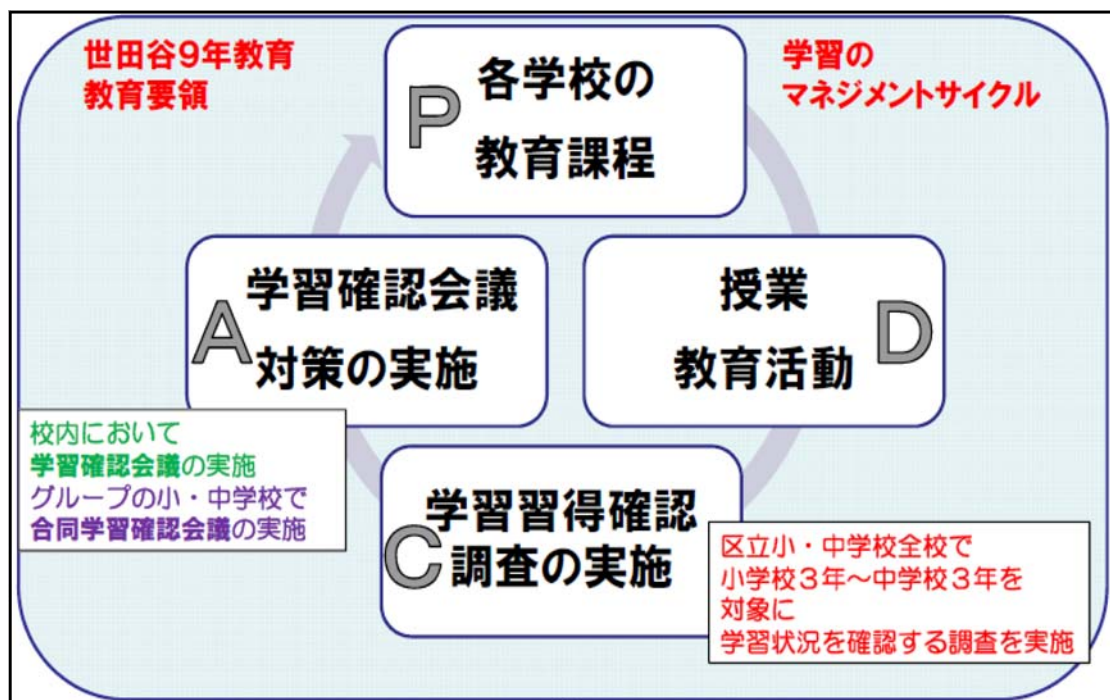 世田谷9年教育
教育要領
学習の
マネジメントサイクル
P
各学校の
教育課程
D
授業
教育活動
C
学習習得確認
調査の実施
区立小・中学校全校で
小学校3年～中学校3年を
対象に
学習状況を確認する調査を実施
A
学習確認会議
対策の実施
校内において
学習確認会議の実施
グループの小・中学校で
合同学習確認会議の実施